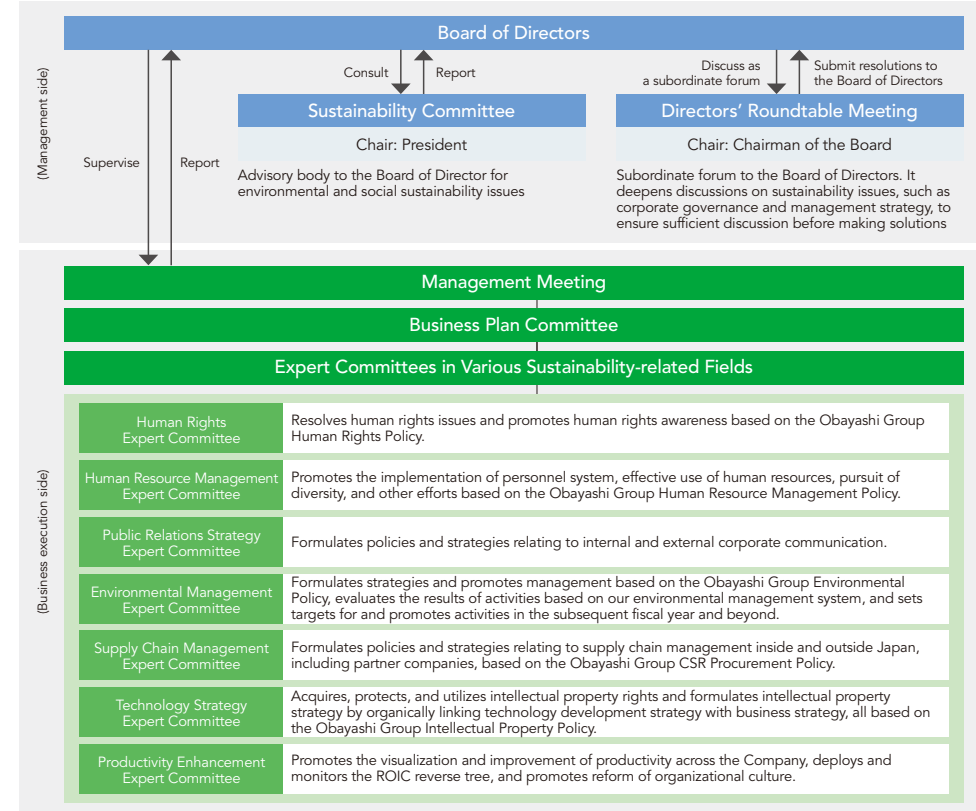 (Management side)
Board of Directors
Consult
Report
Discuss as
a subordinate forum
Submit resolutions to
the Board of Directors
Supervise
Report
Sustainability Committee
Chair: President
Advisory body to the Board of Director for
environmental and social sustainability issues
Directors' Roundtable Meeting
Chair: Chairman of the Board
Subordinate forum to the Board of Directors. It
deepens discussions on sustainability issues, such as
corporate governance and management strategy, to
ensure sufficient discussion before making solutions
(Business execution side)
Management Meeting
Business Plan Committee
Expert Committees in Various Sustainability-related Fields
Human Rights
Expert Committee
Resolves human rights issues and promotes human rights awareness based on the Obayashi Group
Human Rights Policy.
Human Resource Management
Expert Committee
Promotes the implementation of personnel system, effective use of human resources, pursuit of
diversity, and other efforts based on the Obayashi Group Human Resource Management Policy.
Public Relations Strategy
Expert Committee
Formulates policies and strategies relating to internal and external corporate communication.
Environmental Management
Expert Committee
Formulates strategies and promotes management based on the Obayashi Group Environmental
Policy, evaluates the results of activities based on our environmental management system, and sets
targets for and promotes activities in the subsequent fiscal year and beyond.
Supply Chain Management
Expert Committee
Formulates policies and strategies relating to supply chain management inside and outside Japan,
including partner companies, based on the Obayashi Group CSR Procurement Policy.
Technology Strategy
Expert Committee
Acquires, protects, and utilizes intellectual property rights and formulates intellectual property
strategy by organically linking technology development strategy with business strategy, all based on
the Obayashi Group Intellectual Property Policy.
Productivity Enhancement
Expert Committee
Promotes the visualization and improvement of productivity across the Company, deploys and
monitors the ROIC reverse tree, and promotes reform of organizational culture.